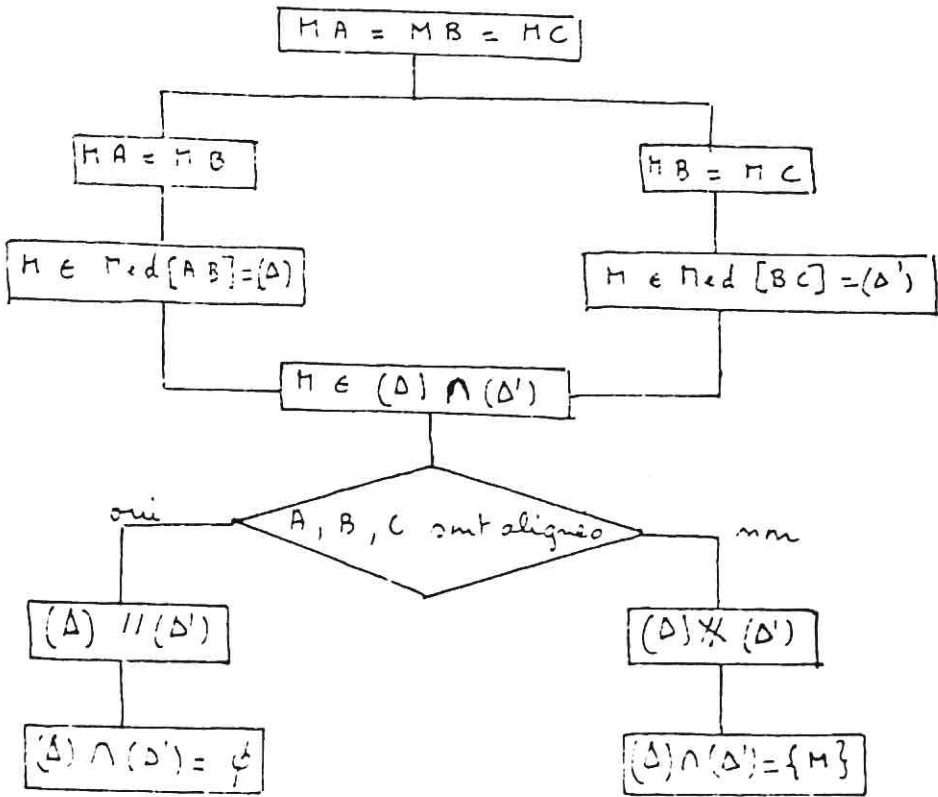 MA = MB = MC
MA = MB
MB = MC
M ∈ Med [AB] = (Δ)
M ∈ Med [BC] = (Δ')
M ∈ (Δ) ∩ (Δ')
oui
A, B, C sont alignés
non
(Δ) // (Δ')
(Δ) ∦ (Δ')
(Δ) ∩ (Δ') = ∅
(Δ) ∩ (Δ') = {M}